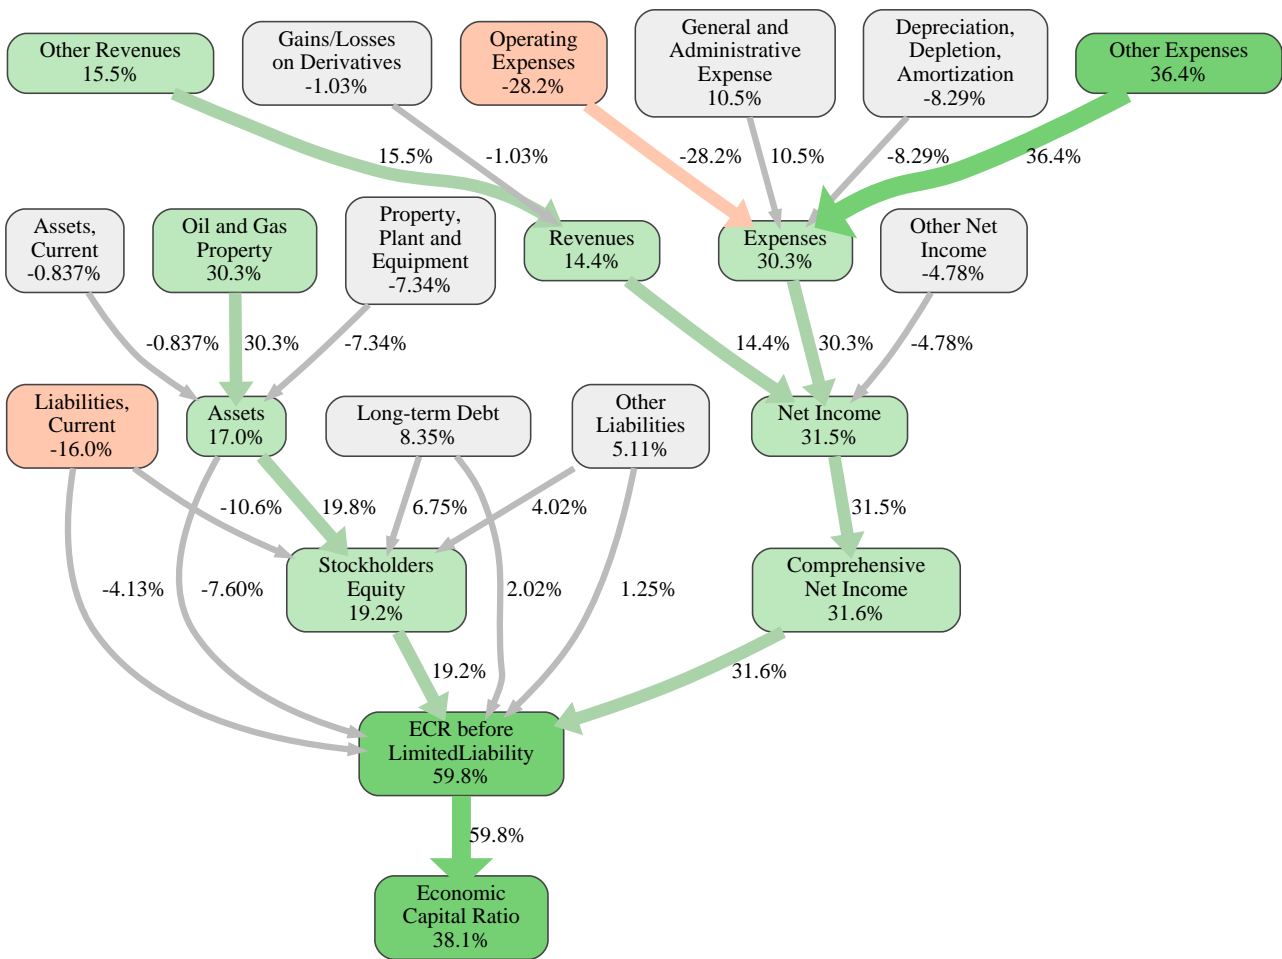 Other Revenues
15.5%
Gains/Losses
on Derivatives
-1.03%
Operating
Expenses
-28.2%
General and
Administrative
Expense
10.5%
Depreciation,
Depletion,
Amortization
-8.29%
Other Expenses
36.4%
15.5%
-1.03%
-28.2%
10.5%
-8.29%
36.4%
Assets,
Current
-0.837%
Oil and Gas
Property
30.3%
Property,
Plant and
Equipment
-7.34%
Revenues
14.4%
Expenses
30.3%
Other Net
Income
-4.78%
-0.837%
30.3%
-7.34%
14.4%
30.3%
-4.78%
Liabilities,
Current
-16.0%
Assets
17.0%
Long-term Debt
8.35%
Other
Liabilities
5.11%
Net Income
31.5%
-10.6%
19.8%
6.75%
4.02%
31.5%
Stockholders
Equity
19.2%
Comprehensive
Net Income
31.6%
-4.13%
-7.60%
2.02%
1.25%
19.2%
31.6%
ECR before
LimitedLiability
59.8%
59.8%
Economic
Capital Ratio
38.1%